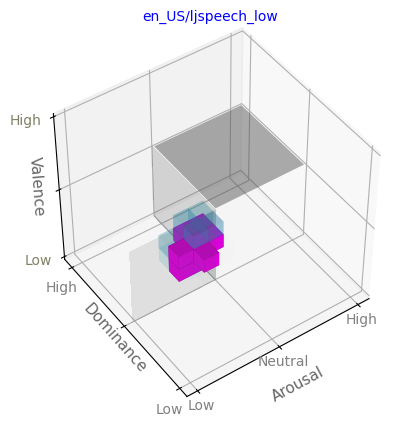 en_US/ljspeech_low
High
Valence
Low
High
Dominance
Low
Low
Neutral
Arousal
High